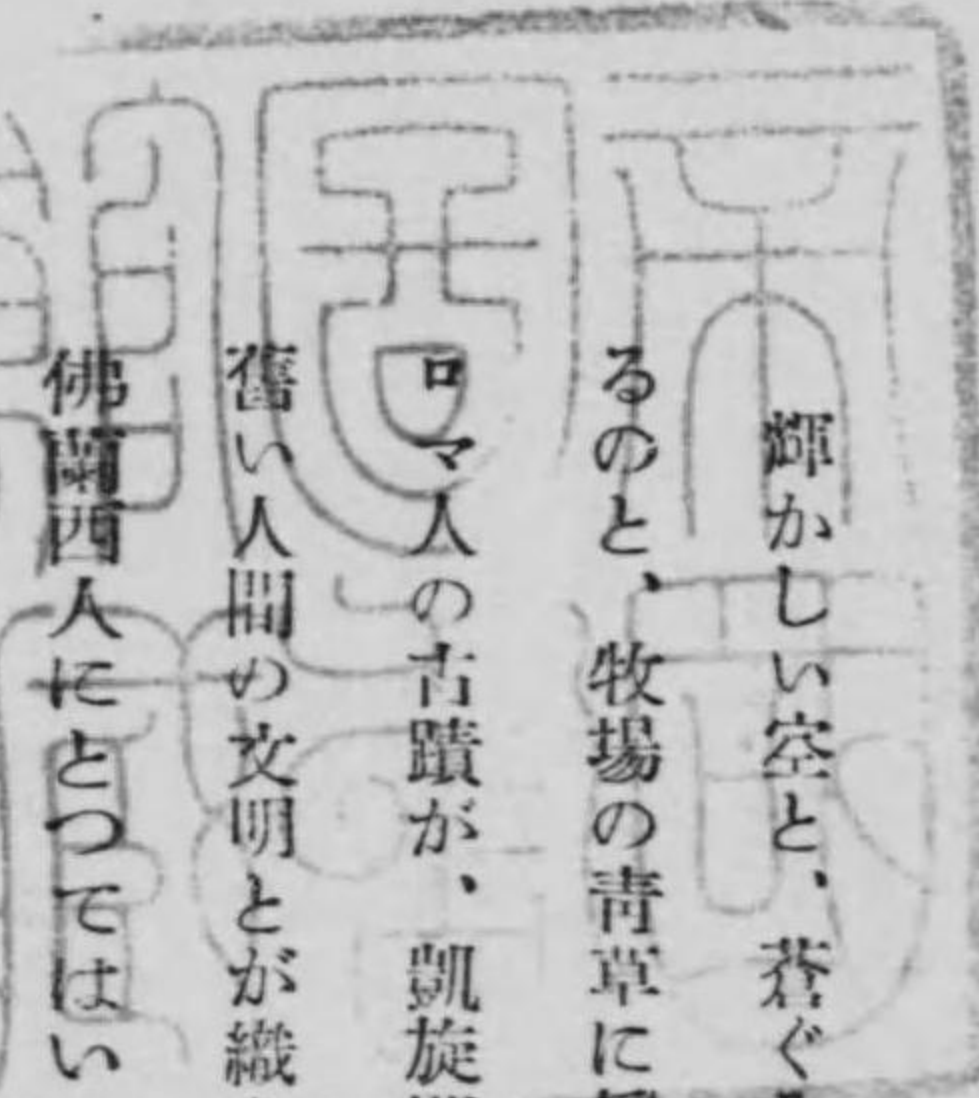 輝かしい空と、蒼ぐ
るのと、牧場の青草に
ロマ人の古蹟が、凱旋
舊い人間の文明とが織
佛蘭西人にとつてはい